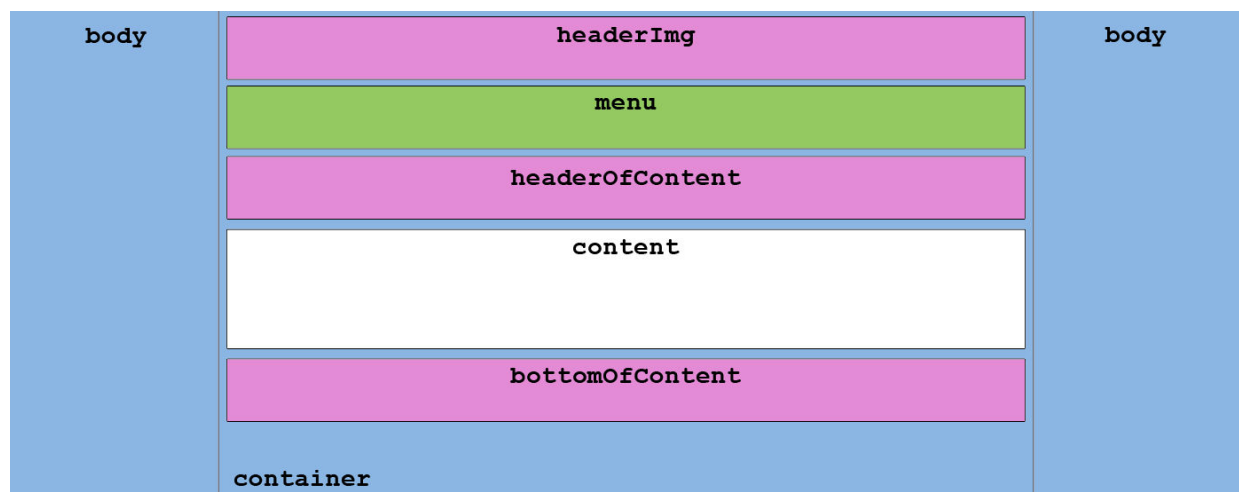 body headerImg body
menu
headerOfContent
content
bottomOfContent
container